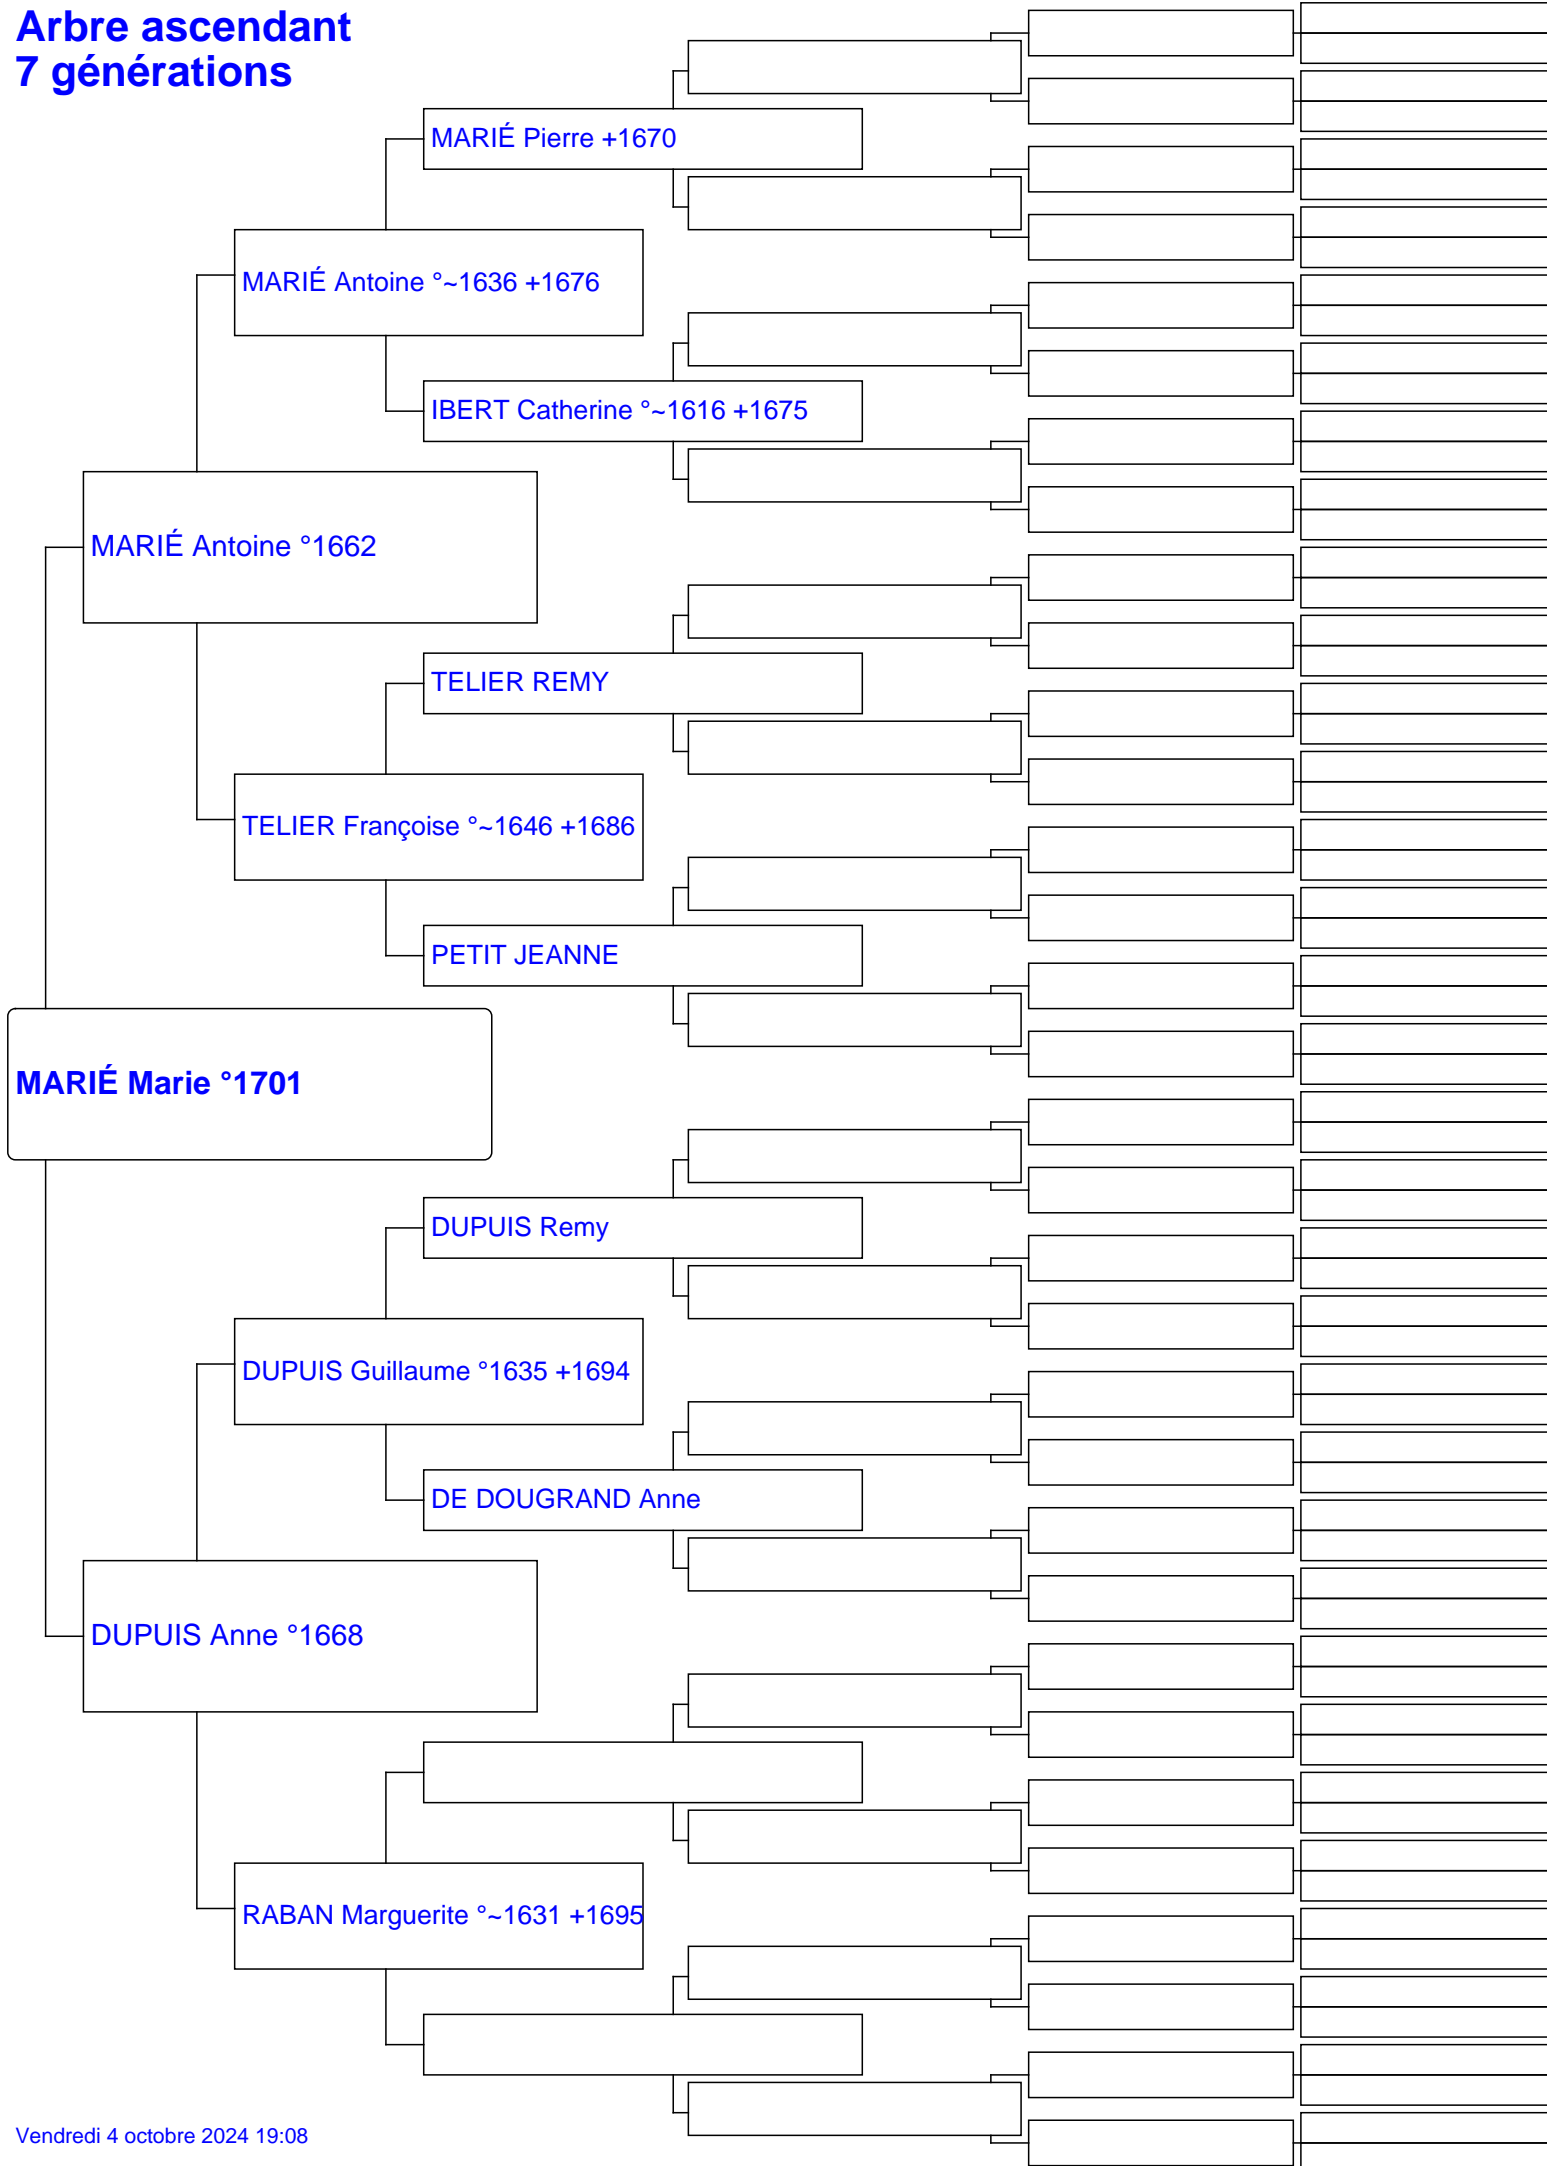 Arbre ascendant
7 générations
MARIÉ Pierre +1670
MARIÉ Antoine °~1636 +1676
IBERT Catherine °~1616 +1675
MARIÉ Antoine °1662
TELIER REMY
TELIER Françoise °~1646 +1686
PETIT JEANNE
MARIÉ Marie °1701
DUPUIS Remy
DUPUIS Guillaume °1635 +1694
DE DOUGRAND Anne
DUPUIS Anne °1668
RABAN Marguerite °~1631 +1695
Vendredi 4 octobre 2024 19:08